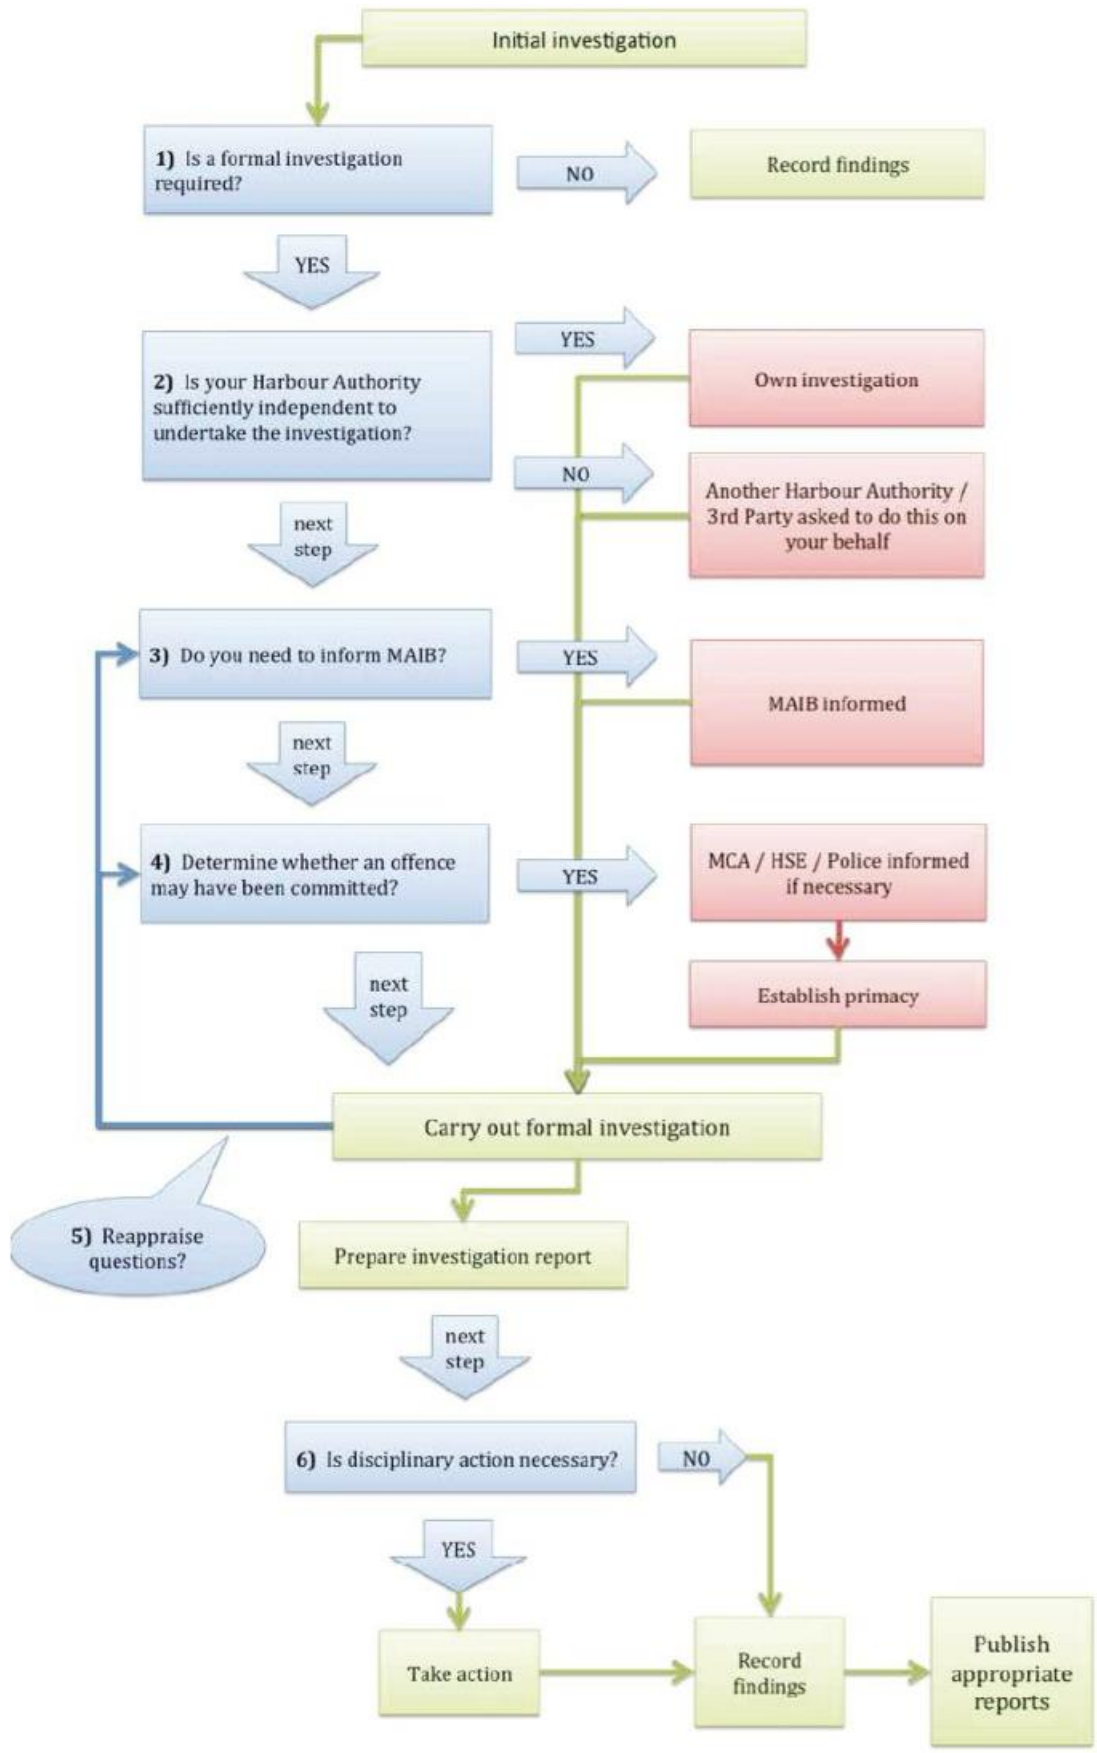 Initial investigation
1) Is a formal investigation
required?
NO
Record findings
YES
2) Is your Harbour Authority
sufficiently independent to
undertake the investigation?
YES
Own investigation
NO
Another Harbour Authority /
3rd Party asked to do this on
your behalf
next
step
3) Do you need to inform MAIB?
YES
MAIB informed
next
step
4) Determine whether an offence
may have been committed?
YES
MCA / HSE / Police informed
if necessary
Establish primacy
next
step
Carry out formal investigation
5) Reappraise
questions?
Prepare investigation report
next
step
6) Is disciplinary action necessary?
NO
YES
Take action
Record
findings
Publish
appropriate
reports